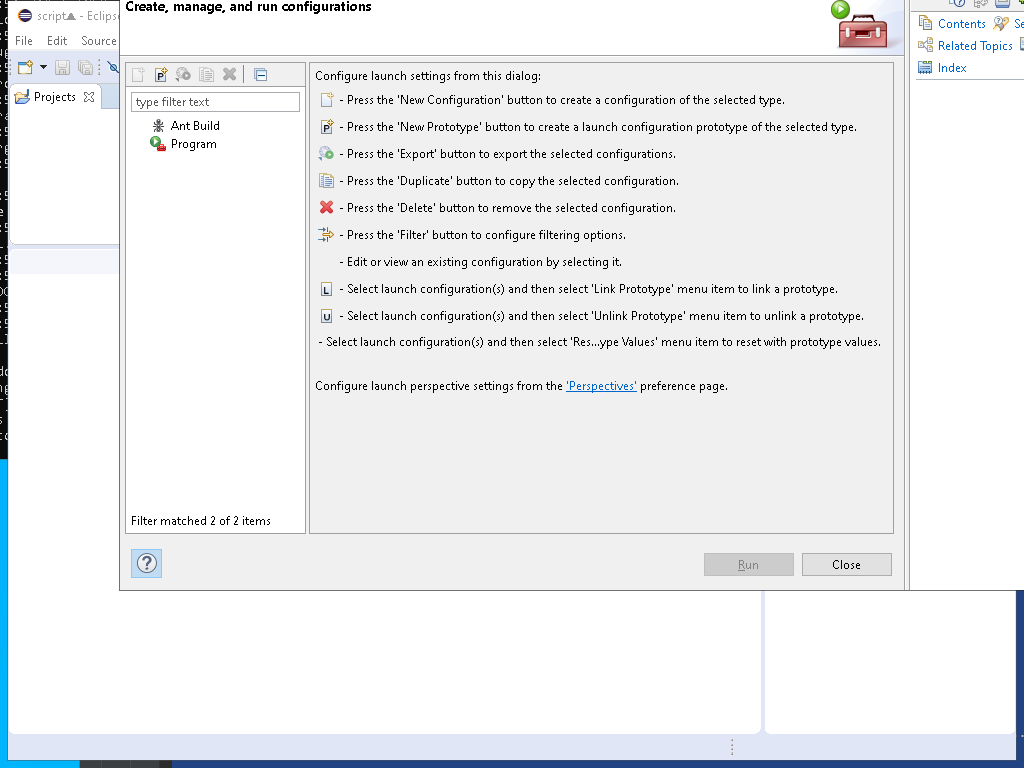 Create, manage, and run configurations
File Edit Source
Projects
type filter text
Ant Build
Program
Filter matched 2 of 2 items
Configure launch settings from this dialog:
- Press the 'New Configuration' button to create a configuration of the selected type.
- Press the 'New Prototype' button to create a launch configuration prototype of the selected type.
- Press the 'Export' button to export the selected configurations.
- Press the 'Duplicate' button to copy the selected configuration.
- Press the 'Delete' button to remove the selected configuration.
- Press the 'Filter' button to configure filtering options.
- Edit or view an existing configuration by selecting it.
- Select launch configuration(s) and then select 'Link Prototype' menu item to link a prototype.
- Select launch configuration(s) and then select 'Unlink Prototype' menu item to unlink a prototype.
- Select launch configuration(s) and then select 'Res...ype Values' menu item to reset with prototype values.
Configure launch perspective settings from the 'Perspectives' preference page.
Run Close
Contents
Related Topics
Index